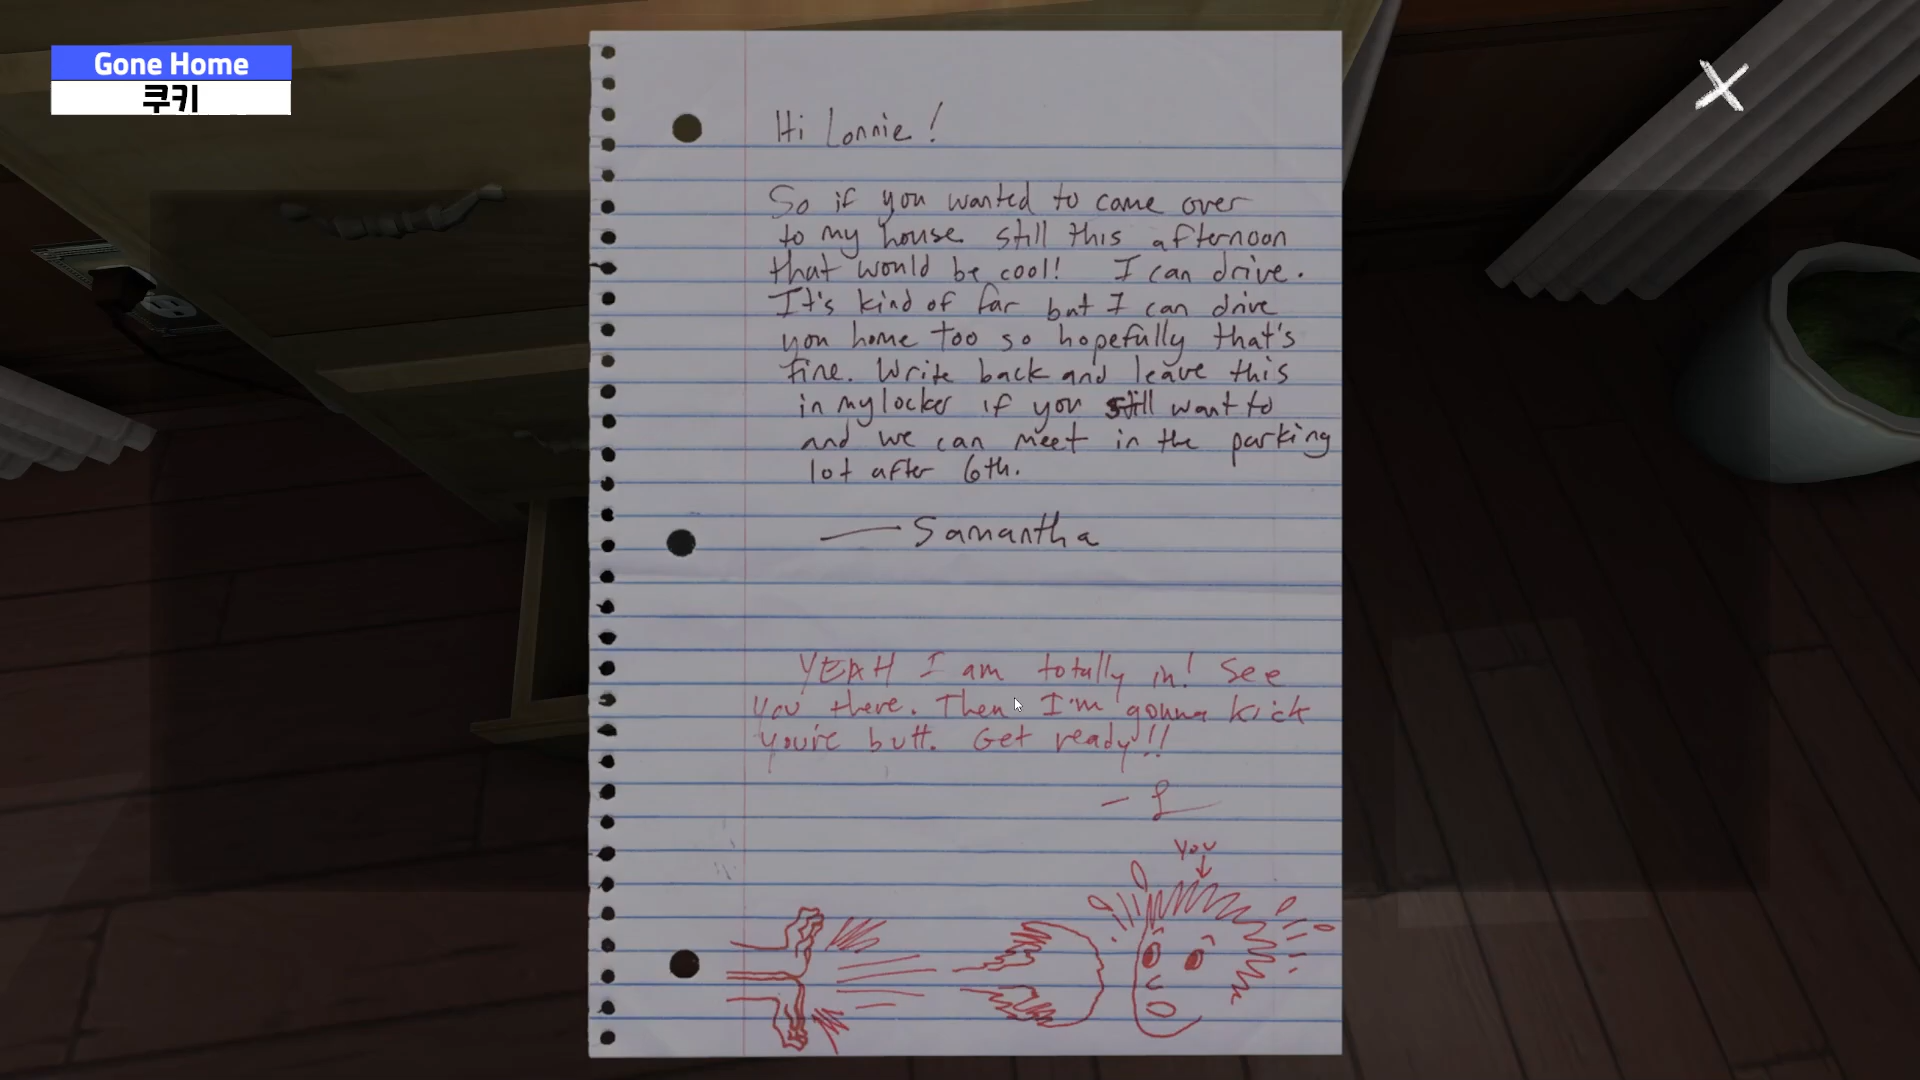 Gone Home
쿠키
Hi Lonnie!
So if you wanted to come over
to my house still this afternoon
that would be cool! I can drive.
It's kind of far but I can drive
you home too so hopefully that's
fine. Write back and leave this
in my locker if you still want to
and we can meet in the parking
lot after 6th.
— Samantha
YEAH I am totally in! See
you there. Then I'm gonna kick
you're butt. Get ready!!
- L
You